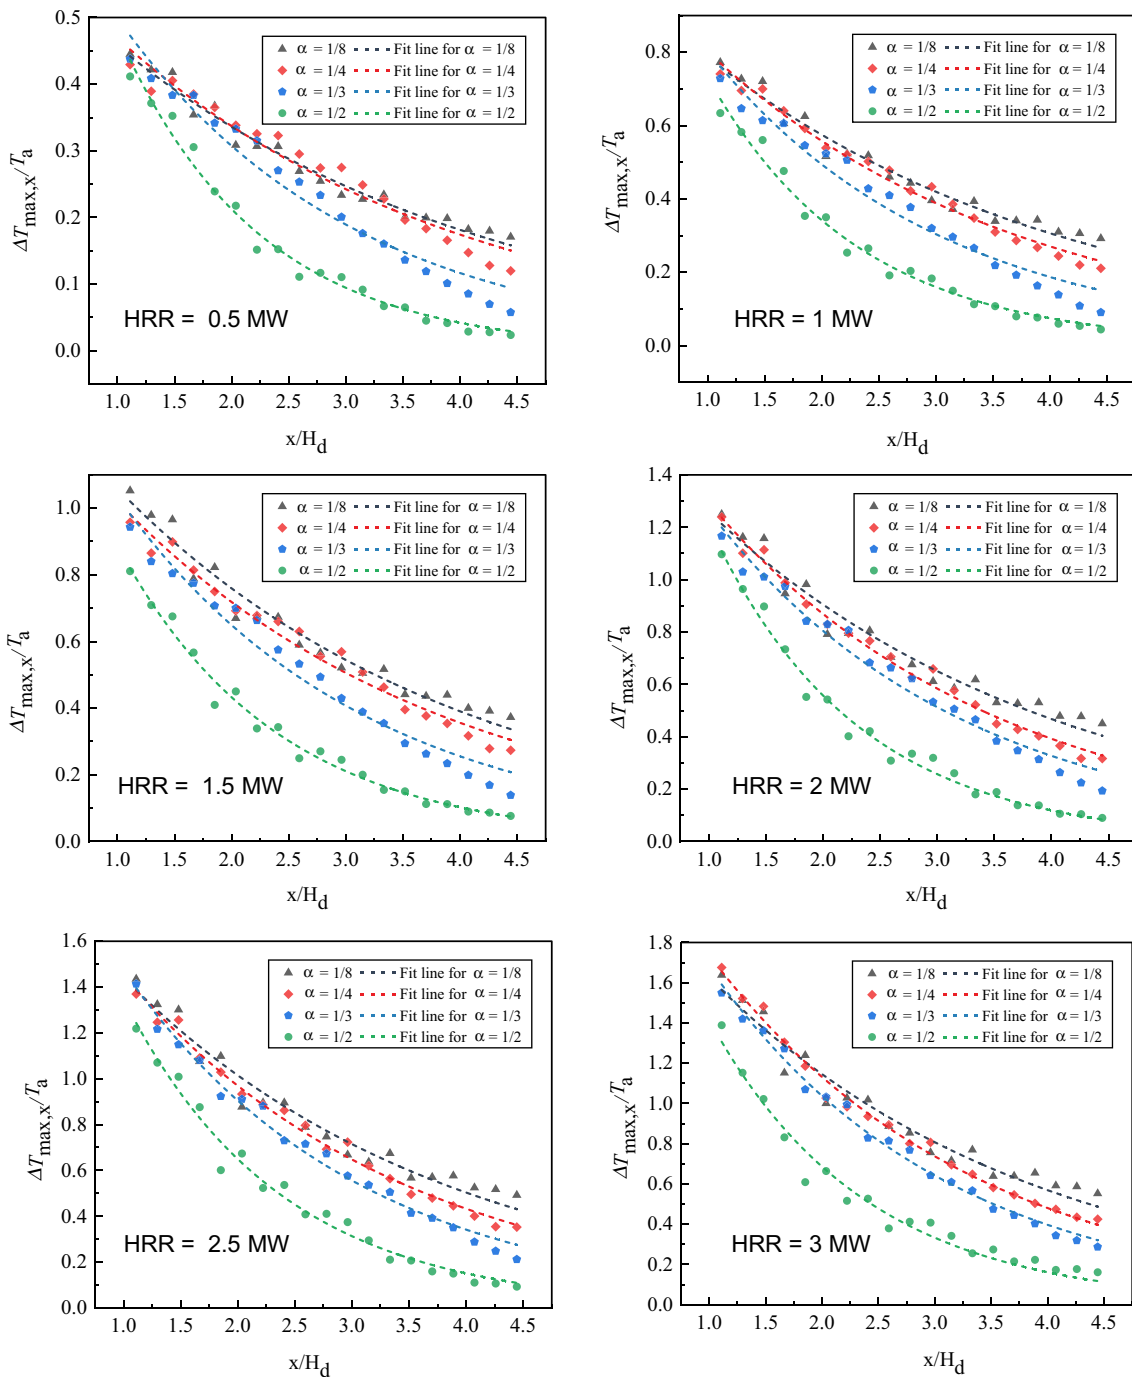 0.5
0.4
0.3
0.2
0.1
0.0
ΔT_max,x/T_a
α = 1/8 Fit line for α = 1/8
α = 1/4 Fit line for α = 1/4
α = 1/3 Fit line for α = 1/3
α = 1/2 Fit line for α = 1/2
HRR = 0.5 MW
1.0 1.5 2.0 2.5 3.0 3.5 4.0 4.5
x/H_d
0.8
0.6
0.4
0.2
0.0
ΔT_max,x/T_a
α = 1/8 Fit line for α = 1/8
α = 1/4 Fit line for α = 1/4
α = 1/3 Fit line for α = 1/3
α = 1/2 Fit line for α = 1/2
HRR = 1 MW
1.0 1.5 2.0 2.5 3.0 3.5 4.0 4.5
x/H_d
1.0
0.8
0.6
0.4
0.2
0.0
ΔT_max,x/T_a
α = 1/8 Fit line for α = 1/8
α = 1/4 Fit line for α = 1/4
α = 1/3 Fit line for α = 1/3
α = 1/2 Fit line for α = 1/2
HRR = 1.5 MW
1.0 1.5 2.0 2.5 3.0 3.5 4.0 4.5
x/H_d
1.4
1.2
1.0
0.8
0.6
0.4
0.2
0.0
ΔT_max,x/T_a
α = 1/8 Fit line for α = 1/8
α = 1/4 Fit line for α = 1/4
α = 1/3 Fit line for α = 1/3
α = 1/2 Fit line for α = 1/2
HRR = 2 MW
1.0 1.5 2.0 2.5 3.0 3.5 4.0 4.5
x/H_d
1.6
1.4
1.2
1.0
0.8
0.6
0.4
0.2
0.0
ΔT_max,x/T_a
α = 1/8 Fit line for α = 1/8
α = 1/4 Fit line for α = 1/4
α = 1/3 Fit line for α = 1/3
α = 1/2 Fit line for α = 1/2
HRR = 2.5 MW
1.0 1.5 2.0 2.5 3.0 3.5 4.0 4.5
x/H_d
1.8
1.6
1.4
1.2
1.0
0.8
0.6
0.4
0.2
0.0
ΔT_max,x/T_a
α = 1/8 Fit line for α = 1/8
α = 1/4 Fit line for α = 1/4
α = 1/3 Fit line for α = 1/3
α = 1/2 Fit line for α = 1/2
HRR = 3 MW
1.0 1.5 2.0 2.5 3.0 3.5 4.0 4.5
x/H_d